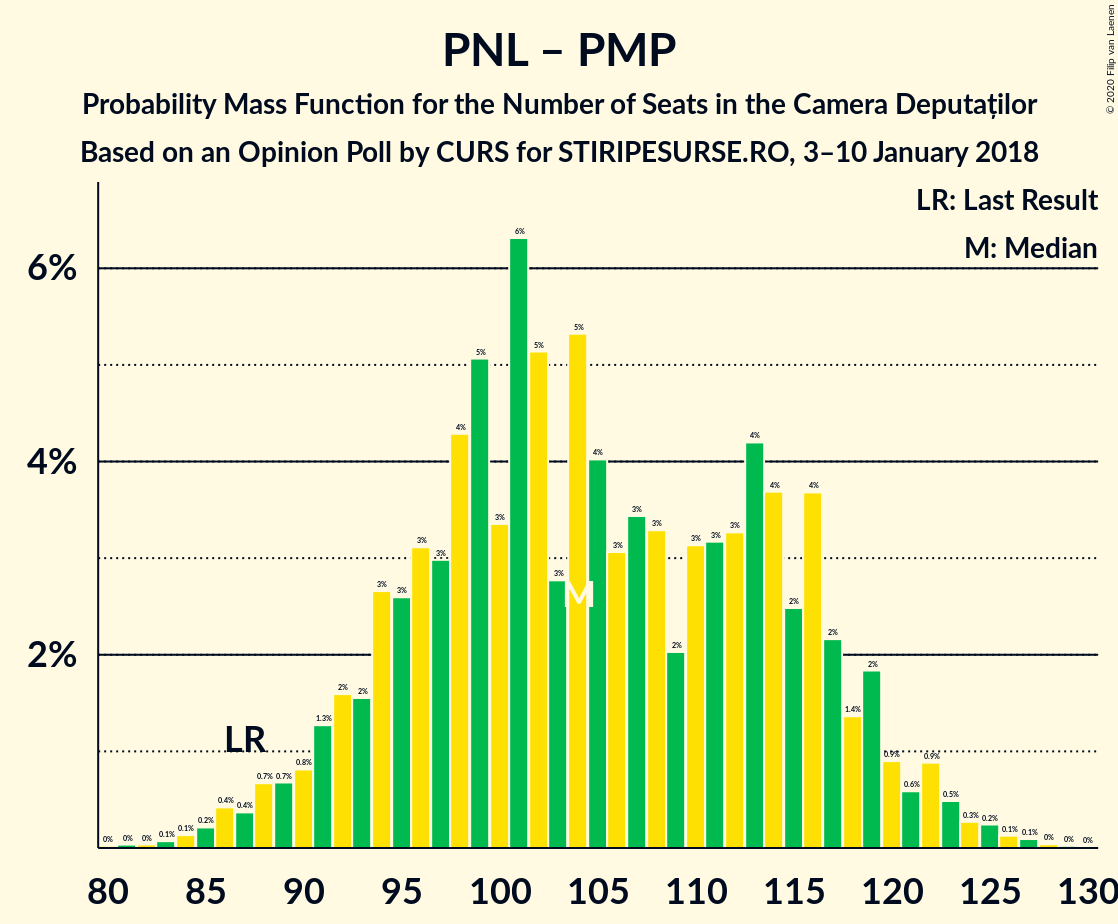 PNL – PMP
Probability Mass Function for the Number of Seats in the Camera Deputaților
Based on an Opinion Poll by CURS for STIRIPESURSE.RO, 3–10 January 2018
© 2020 Filip van Laenen
LR: Last Result
M: Median
6%
4%
2%
LR
M
0% 0% 0% 0.1% 0.1% 0.2% 0.4% 0.4% 0.7% 0.7% 0.8% 1.3% 2% 2% 3% 3% 3% 3% 4% 5% 3% 6% 5% 3% 5% 4% 3% 3% 3% 2% 3% 3% 3% 4% 4% 2% 4% 2% 1.4% 2% 0.9% 0.6% 0.9% 0.5% 0.3% 0.2% 0.1% 0.1% 0% 0% 0%
80 85 90 95 100 105 110 115 120 125 130